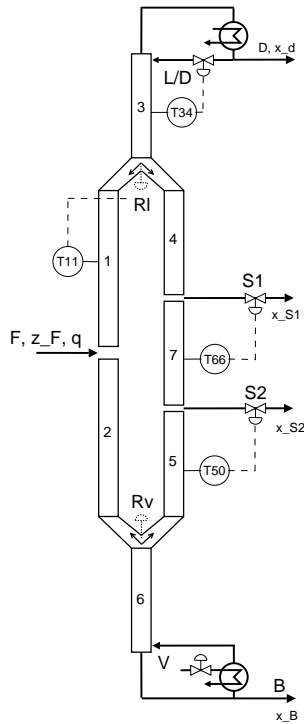 D, x_d
L/D
3
T34
Rl
4
T11
1
S1
x_S1
F, z_F, q
7
T66
S2
x_S2
2
5
T50
Rv
6
V
B
x_B